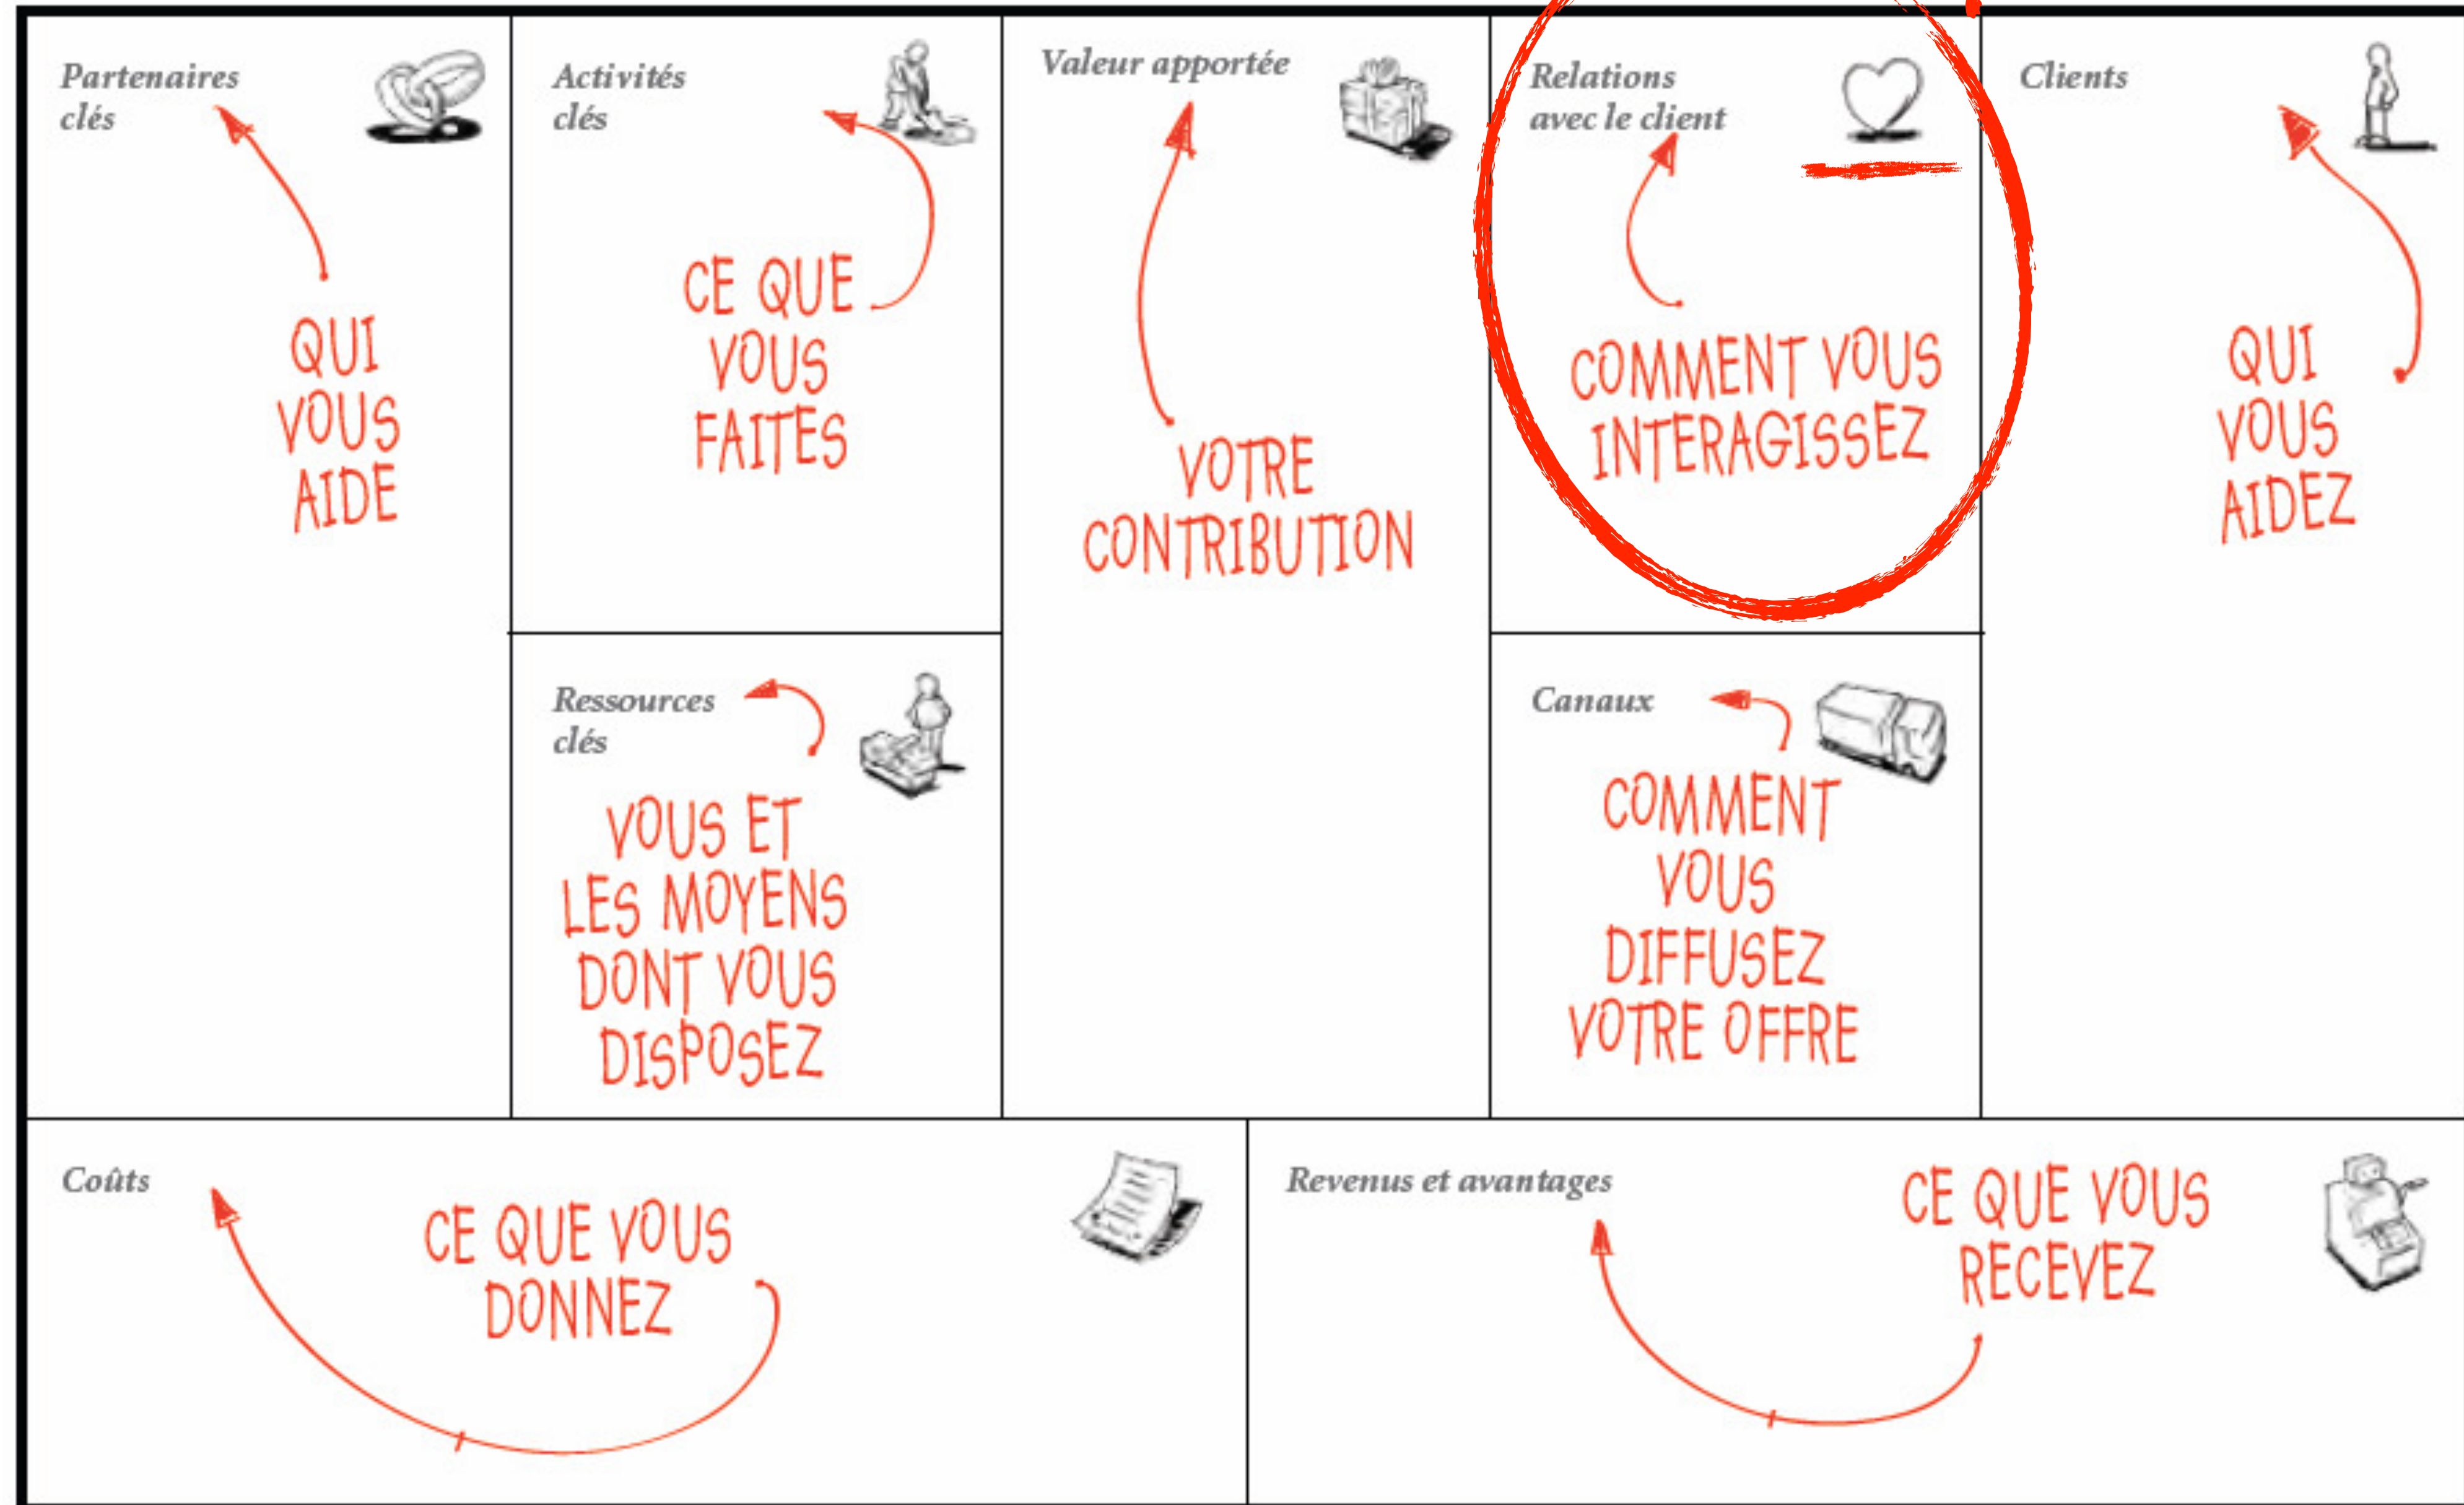 Partenaires
clés
QUI
VOUS
AIDE
Activités
clés
CE QUE
VOUS
FAITES
Ressources
clés
VOUS ET
LES MOYENS
DONT VOUS
DISPOSEZ
Valeur apportée
VOTRE
CONTRIBUTION
Relations
avec le client
COMMENT VOUS
INTERAGISSEZ
Canaux
COMMENT
VOUS
DIFFUSEZ
VOTRE OFFRE
Clients
QUI
VOUS
AIDEZ
Coûts
CE QUE VOUS
DONNEZ
Revenus et avantages
CE QUE VOUS
RECEVEZ